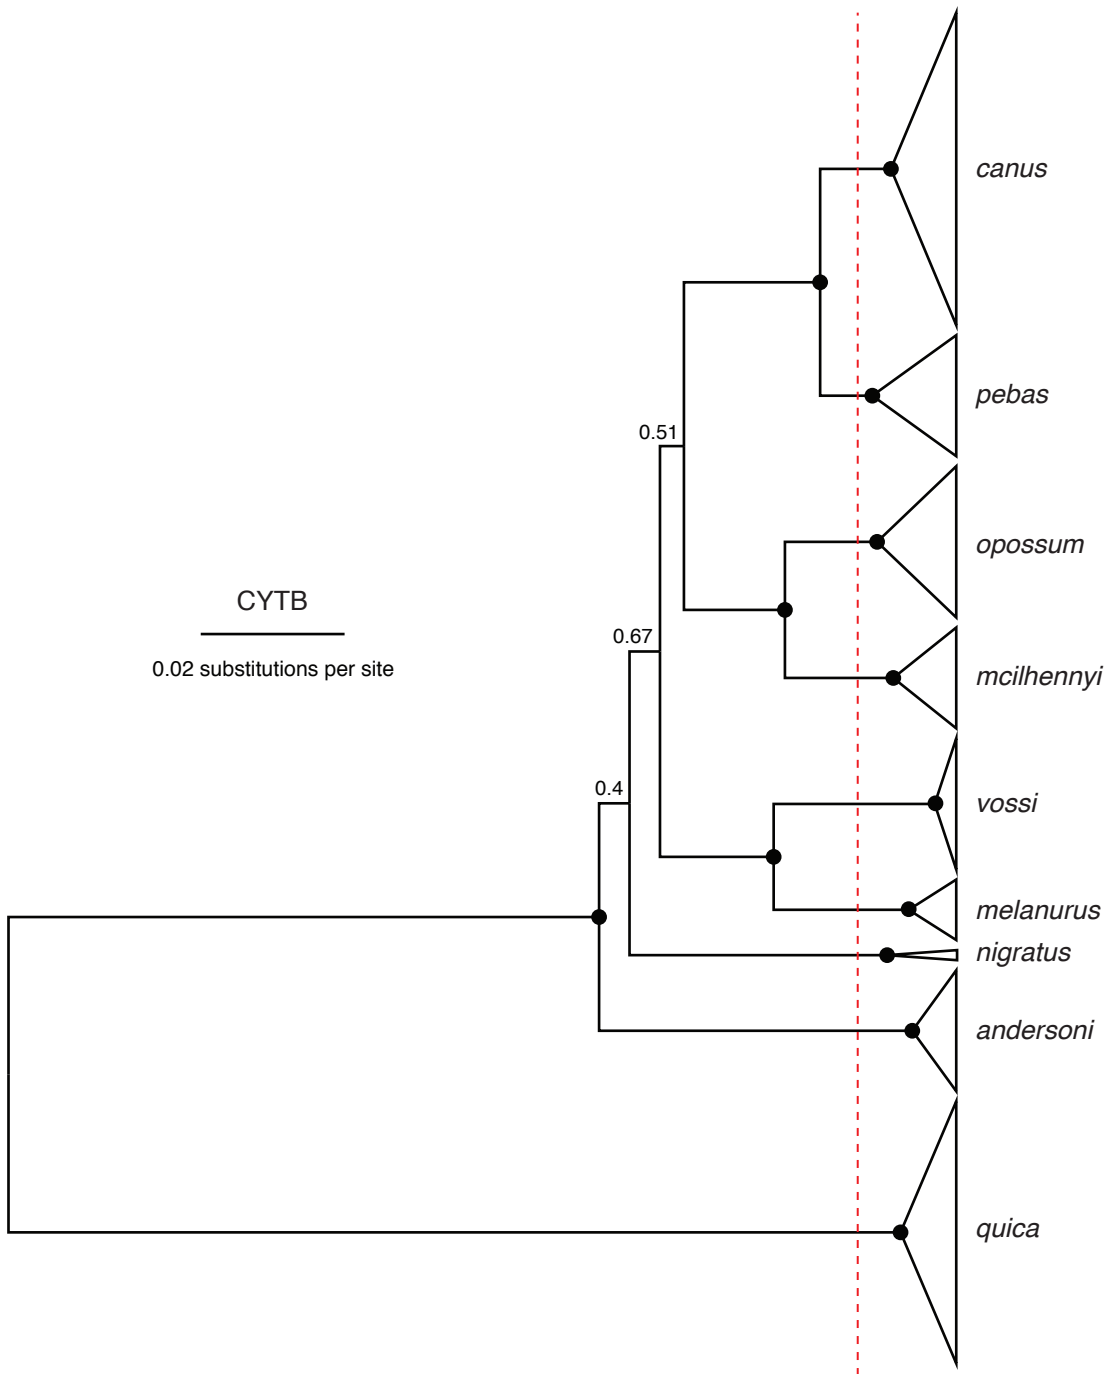 canus
pebas
0.51
opossum
CYTB
0.02 substitutions per site
0.67
mcilhennyi
0.4
vossi
melanurus
nigratus
andersoni
quica